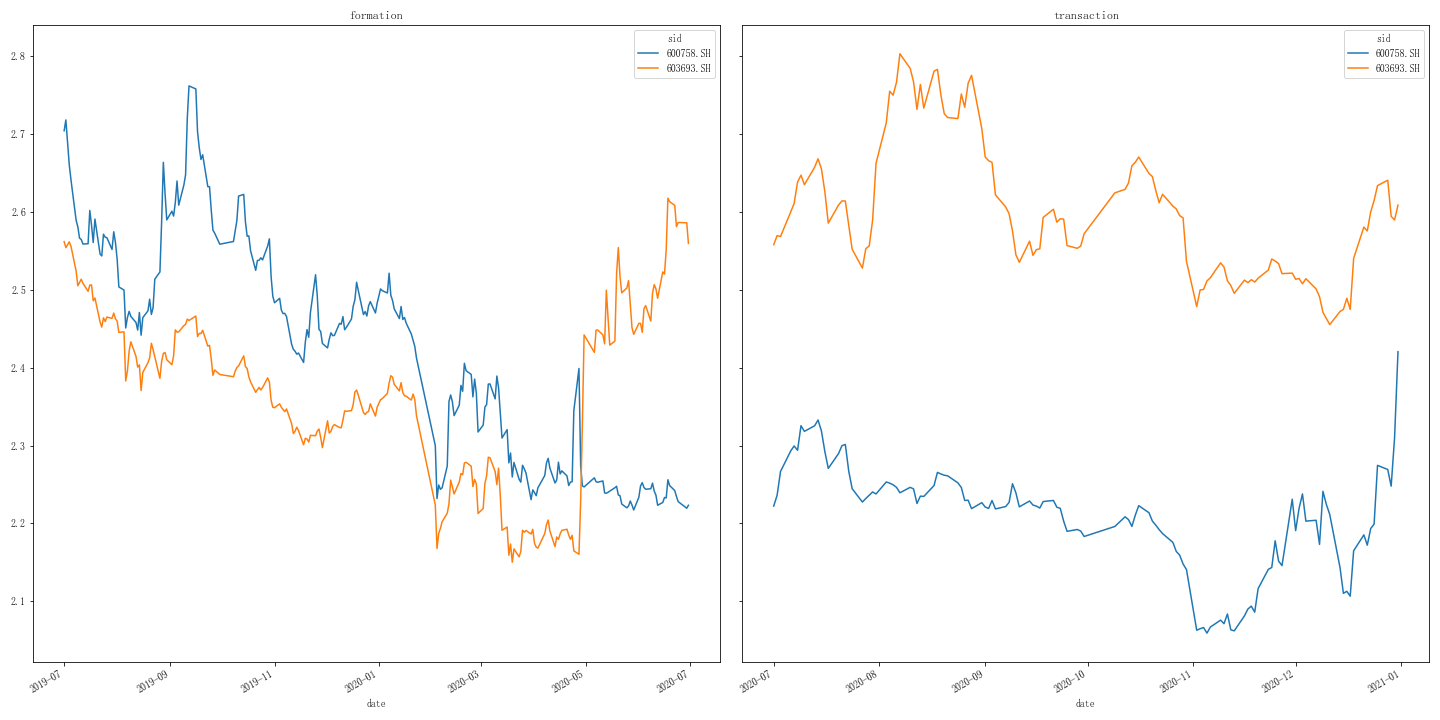 formation
sid
600758.SH
603693.SH
2.8
2.7
2.6
2.5
2.4
2.3
2.2
2.1
2019-07
2019-09
2019-11
2020-01
2020-03
2020-05
2020-07
date
transaction
sid
600758.SH
603693.SH
2020-07
2020-08
2020-09
2020-10
2020-11
2020-12
2021-01
date